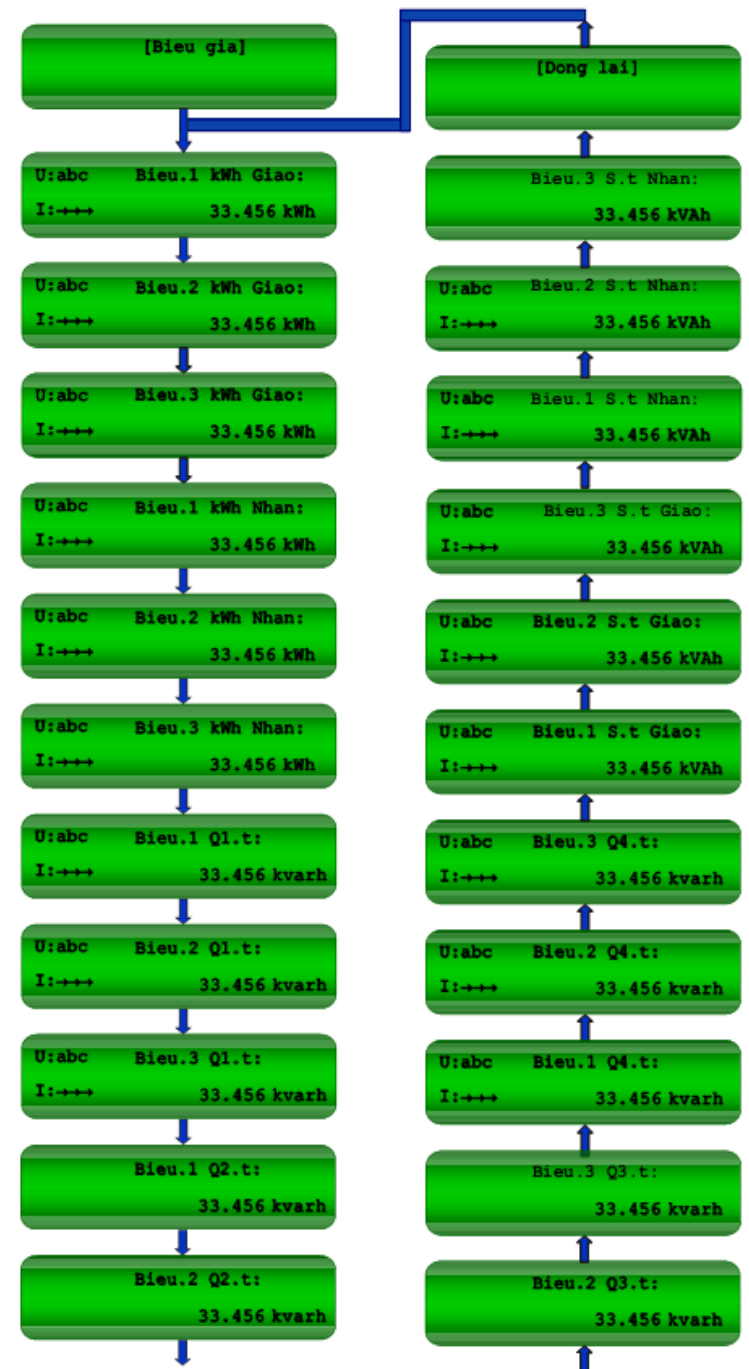 [Bieu gia]
U:abc Bieu.1 kWh Giao:
I:→→→ 33.456 kWh
U:abc Bieu.2 kWh Giao:
I:→→→ 33.456 kWh
U:abc Bieu.3 kWh Giao:
I:→→→ 33.456 kWh
U:abc Bieu.1 kWh Nhan:
I:→→→ 33.456 kWh
U:abc Bieu.2 kWh Nhan:
I:→→→ 33.456 kWh
U:abc Bieu.3 kWh Nhan:
I:→→→ 33.456 kWh
U:abc Bieu.1 Q1.t:
I:→→→ 33.456 kvarh
U:abc Bieu.2 Q1.t:
I:→→→ 33.456 kvarh
U:abc Bieu.3 Q1.t:
I:→→→ 33.456 kvarh
Bieu.1 Q2.t:
33.456 kvarh
Bieu.2 Q2.t:
33.456 kvarh
[Dong lai]
Bieu.3 S.t Nhan:
33.456 kVAh
U:abc Bieu.2 S.t Nhan:
I:→→→ 33.456 kVAh
U:abc Bieu.1 S.t Nhan:
I:→→→ 33.456 kVAh
U:abc Bieu.3 S.t Giao:
I:→→→ 33.456 kVAh
U:abc Bieu.2 S.t Giao:
I:→→→ 33.456 kVAh
U:abc Bieu.1 S.t Giao:
I:→→→ 33.456 kVAh
U:abc Bieu.3 Q4.t:
I:→→→ 33.456 kvarh
U:abc Bieu.2 Q4.t:
I:→→→ 33.456 kvarh
U:abc Bieu.1 Q4.t:
I:→→→ 33.456 kvarh
Bieu.3 Q3.t:
33.456 kvarh
Bieu.2 Q3.t:
33.456 kvarh